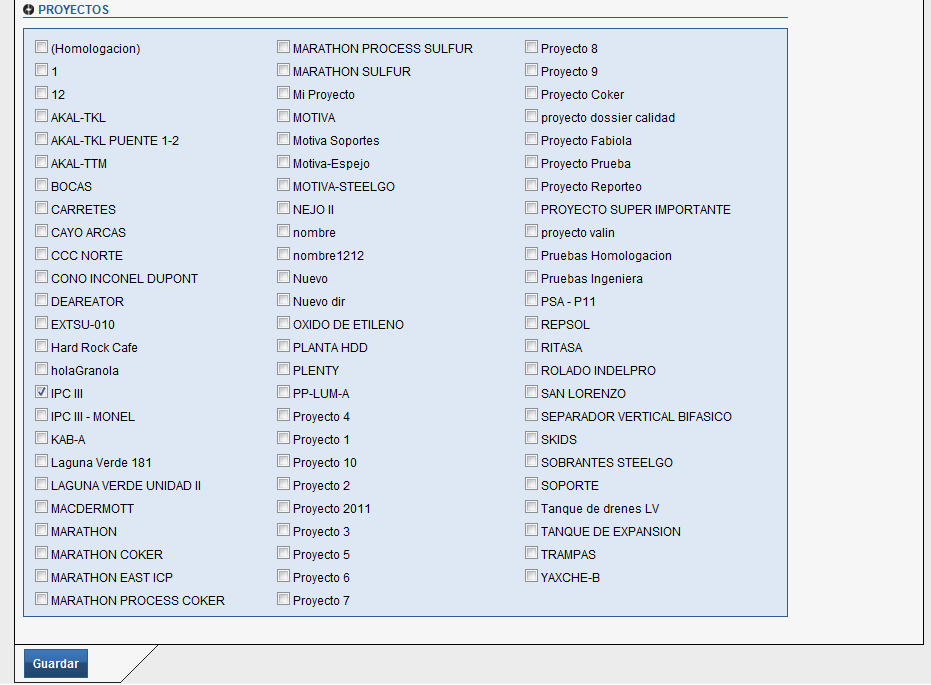 PROYECTOS
(Homologacion)
1
12
AKAL-TKL
AKAL-TKL PUENTE 1-2
AKAL-TTM
BOCAS
CARRETES
CAYO ARCAS
CCC NORTE
CONO INCONEL DUPONT
DEAREATOR
EXTSU-010
Hard Rock Cafe
holaGranola
IPC III
IPC III - MONEL
KAB-A
Laguna Verde 181
LAGUNA VERDE UNIDAD II
MACDERMOTT
MARATHON
MARATHON COKER
MARATHON EAST ICP
MARATHON PROCESS COKER
MARATHON PROCESS SULFUR
MARATHON SULFUR
Mi Proyecto
MOTIVA
Motiva Soportes
Motiva-Espejo
MOTIVA-STEELGO
NEJO II
nombre
nombre1212
Nuevo
Nuevo dir
OXIDO DE ETILENO
PLANTA HDD
PLENTY
PP-LUM-A
Proyecto 4
Proyecto 1
Proyecto 10
Proyecto 2
Proyecto 2011
Proyecto 3
Proyecto 5
Proyecto 6
Proyecto 7
Proyecto 8
Proyecto 9
Proyecto Coker
proyecto dossier calidad
Proyecto Fabiola
Proyecto Prueba
Proyecto Reporteo
PROYECTO SUPER IMPORTANTE
proyecto valin
Pruebas Homologacion
Pruebas Ingeniera
PSA - P11
REPSOL
RITASA
ROLADO INDELPRO
SAN LORENZO
SEPARADOR VERTICAL BIFASICO
SKIDS
SOBRANTES STEELGO
SOPORTE
Tanque de drenes LV
TANQUE DE EXPANSION
TRAMPAS
YAXCHE-B
Guardar